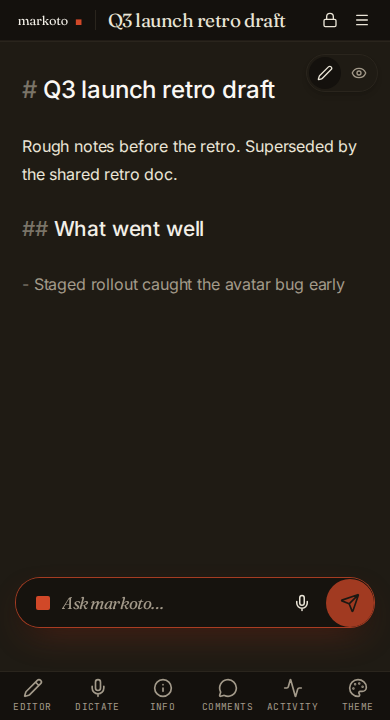 markoto
Q3 launch retro draft
# Q3 launch retro draft
Rough notes before the retro. Superseded by
the shared retro doc.
## What went well
- Staged rollout caught the avatar bug early
Ask markoto...
EDITOR DICTATE INFO COMMENTS ACTIVITY THEME